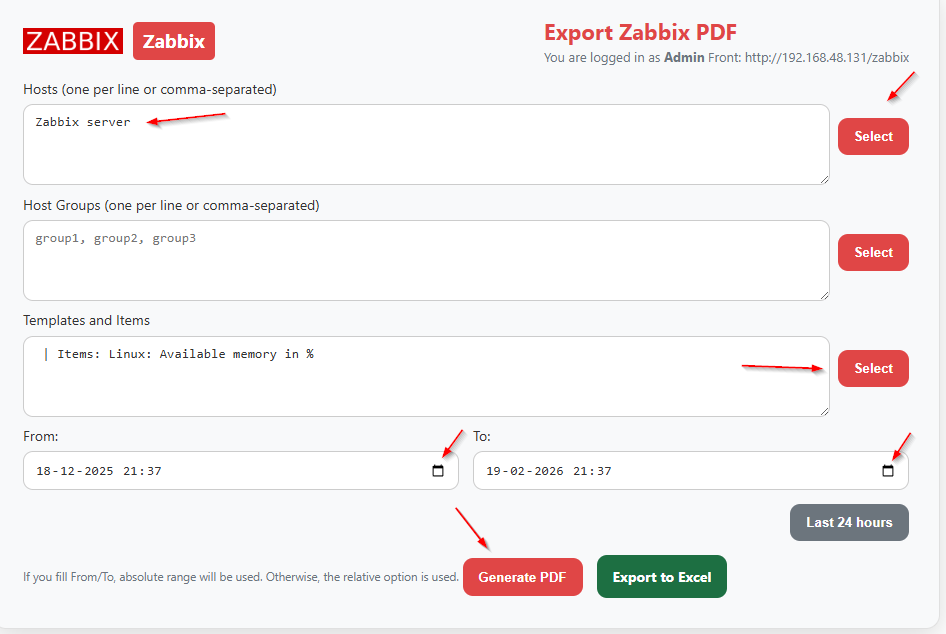 ZABBIX Zabbix
Export Zabbix PDF
You are logged in as Admin Front: http://192.168.48.131/zabbix
Hosts (one per line or comma-separated)
Zabbix server
Select
Host Groups (one per line or comma-separated)
group1, group2, group3
Select
Templates and Items
| Items: Linux: Available memory in %
Select
From: To:
18-12-2025 21:37 19-02-2026 21:37
Last 24 hours
If you fill From/To, absolute range will be used. Otherwise, the relative option is used. Generate PDF Export to Excel